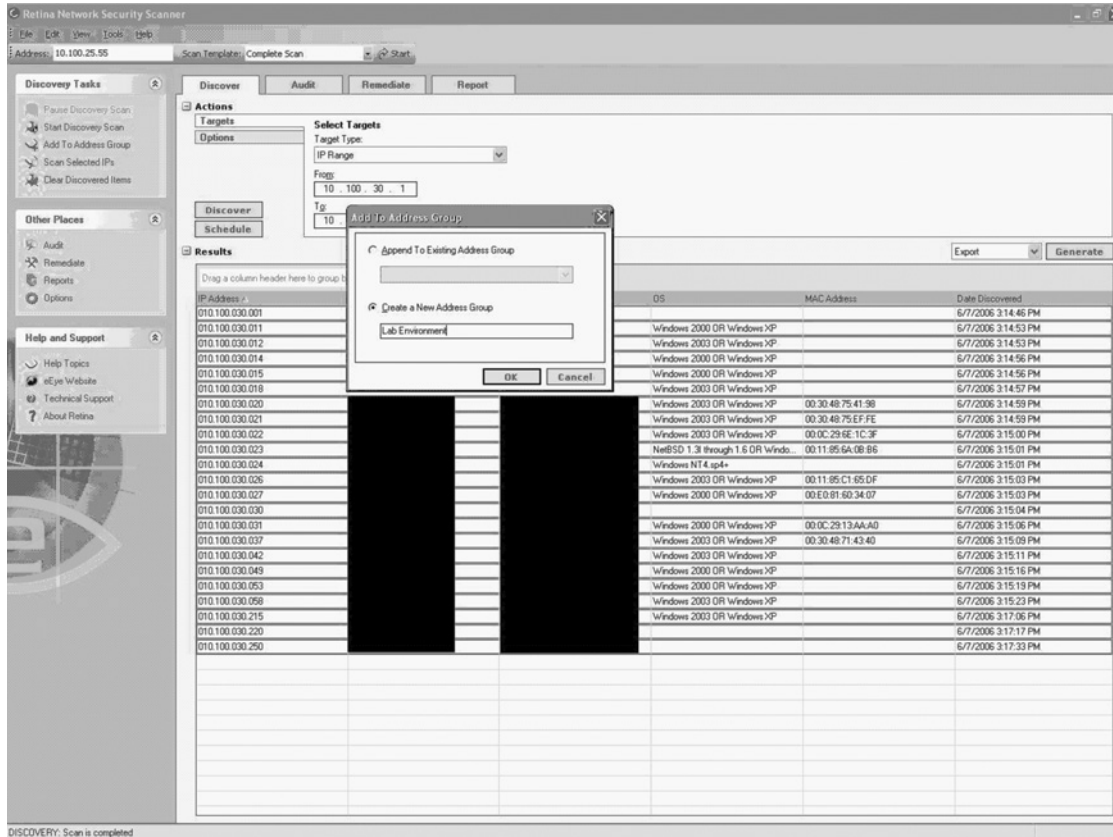 Retina Network Security Scanner
File Edit View Tools Help
Address: 10.100.25.55 Scan Template: Complete Scan Start
Discovery Tasks
Pause Discovery Scan
Start Discovery Scan
Add To Address Group
Scan Selected IPs
Clear Discovered Items
Other Places
Audit
Remediate
Reports
Options
Help and Support
Help Topics
eEye Website
Technical Support
About Retina
Discover Audit Remediate Report
Actions
Targets
Options
Discover
Schedule
Select Targets
Target Type:
IP Range
From:
10 . 100 . 30 . 1
To:
10 .
Add To Address Group
Append To Existing Address Group
Create a New Address Group
Lab Environment
OK Cancel
Results
Export Generate
Drag a column header here to group b
IP Address OS MAC Address Date Discovered
010.100.030.001 6/7/2006 3:14:46 PM
010.100.030.011 Windows 2000 OR Windows XP 6/7/2006 3:14:53 PM
010.100.030.012 Windows 2003 OR Windows XP 6/7/2006 3:14:53 PM
010.100.030.014 Windows 2000 OR Windows XP 6/7/2006 3:14:56 PM
010.100.030.015 Windows 2000 OR Windows XP 6/7/2006 3:14:56 PM
010.100.030.018 Windows 2003 OR Windows XP 6/7/2006 3:14:57 PM
010.100.030.020 Windows 2003 OR Windows XP 00:30:48:75:41:98 6/7/2006 3:14:59 PM
010.100.030.021 Windows 2003 OR Windows XP 00:30:48:75:EF:FE 6/7/2006 3:14:59 PM
010.100.030.022 Windows 2003 OR Windows XP 00:0C:29:6E:1C:3F 6/7/2006 3:15:00 PM
010.100.030.023 NetBSD 1.3I through 1.6 OR Windo... 00:11:85:6A:0B:B6 6/7/2006 3:15:01 PM
010.100.030.024 Windows NT4.sp4+ 6/7/2006 3:15:01 PM
010.100.030.026 Windows 2003 OR Windows XP 00:11:85:C1:65:DF 6/7/2006 3:15:03 PM
010.100.030.027 Windows 2000 OR Windows XP 00:E0:81:60:34:07 6/7/2006 3:15:03 PM
010.100.030.030 6/7/2006 3:15:04 PM
010.100.030.031 Windows 2000 OR Windows XP 00:0C:29:13:AA:A0 6/7/2006 3:15:06 PM
010.100.030.037 Windows 2003 OR Windows XP 00:30:48:71:43:40 6/7/2006 3:15:09 PM
010.100.030.042 Windows 2003 OR Windows XP 6/7/2006 3:15:11 PM
010.100.030.049 Windows 2000 OR Windows XP 6/7/2006 3:15:16 PM
010.100.030.053 Windows 2000 OR Windows XP 6/7/2006 3:15:19 PM
010.100.030.058 Windows 2003 OR Windows XP 6/7/2006 3:15:23 PM
010.100.030.215 Windows 2003 OR Windows XP 6/7/2006 3:17:06 PM
010.100.030.220 6/7/2006 3:17:17 PM
010.100.030.250 6/7/2006 3:17:33 PM
DISCOVERY: Scan is completed